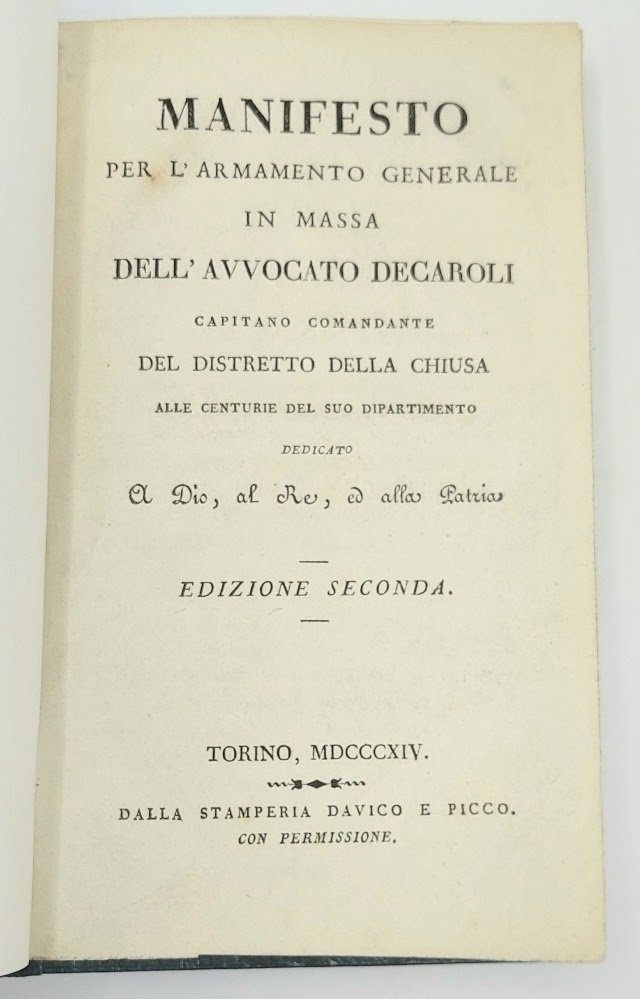 MANIFESTO
PER L'ARMAMENTO GENERALE
IN MASSA
DELL'AVVOCATO DECAROLI
CAPITANO COMANDANTE
DEL DISTRETTO DELLA CHIUSA
ALLE CENTURIE DEL SUO DIPARTIMENTO
DEDICATO
A Dio, al Re, ed alla Patria
EDIZIONE SECONDA.
TORINO, MDCCCXIV.
DALLA STAMPERIA DAVICO E PICCO.
CON PERMISSIONE.